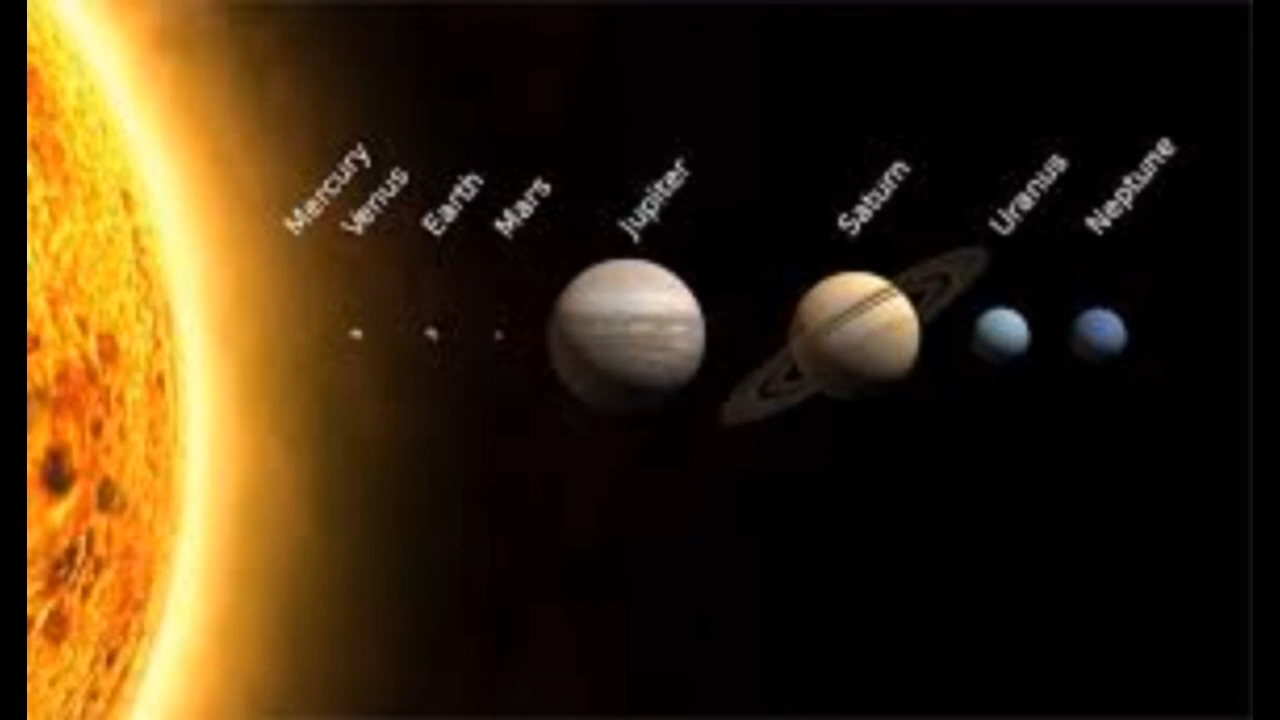 Mercury
Venus
Earth
Mars
Jupiter
Saturn
Uranus
Neptune